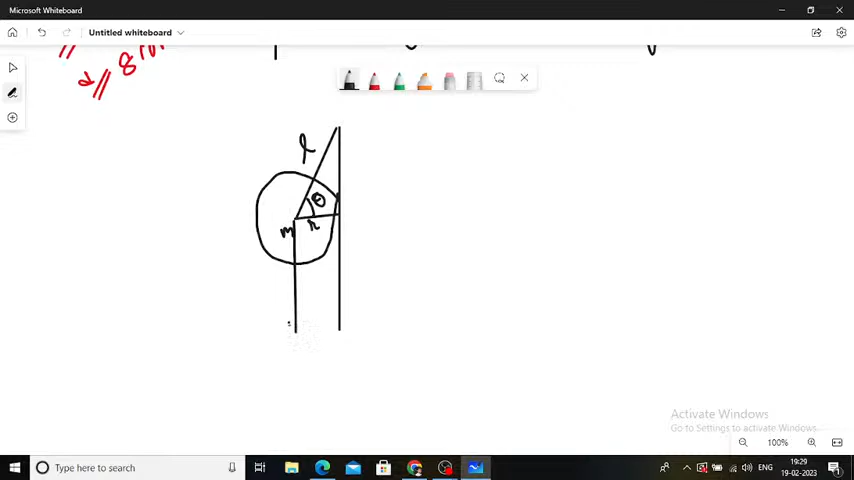 Microsoft Whiteboard
Untitled whiteboard
8
l
θ
m
r
Activate Windows
Go to Settings to activate Windows.
100%
Type here to search
ENG
19:29
19-02-2023